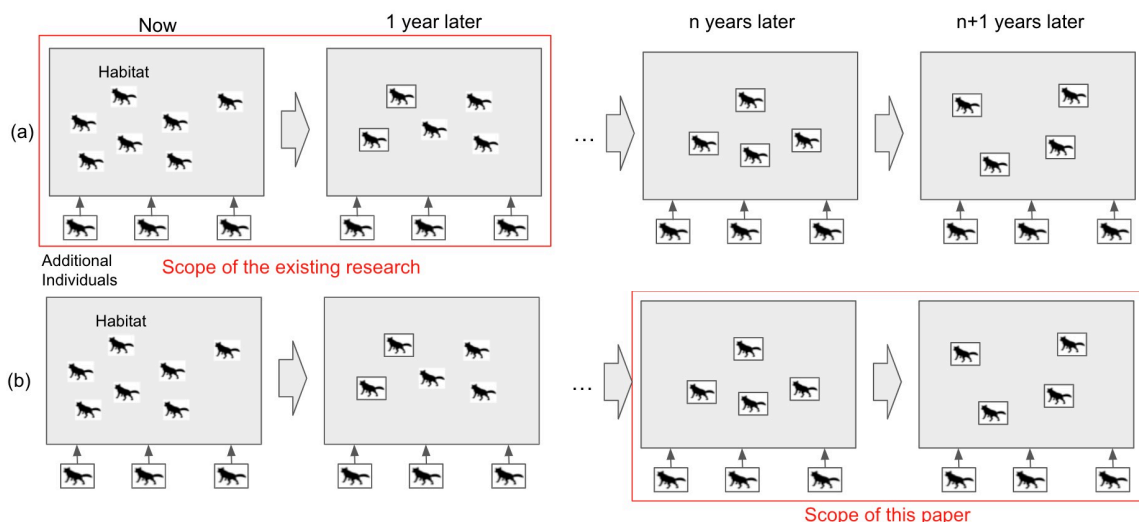 Now
1 year later
n years later
n+1 years later
Habitat
(a)
...
Additional
Individuals
Scope of the existing research
Habitat
(b)
...
Scope of this paper